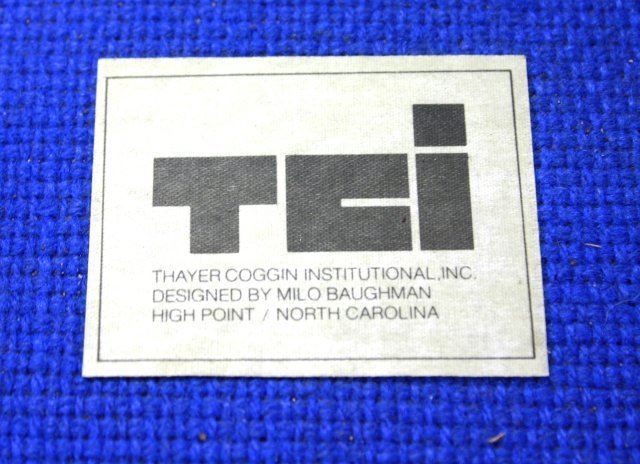 TCi
THAYER COGGIN INSTITUTIONAL, INC.
DESIGNED BY MILO BAUGHMAN
HIGH POINT / NORTH CAROLINA